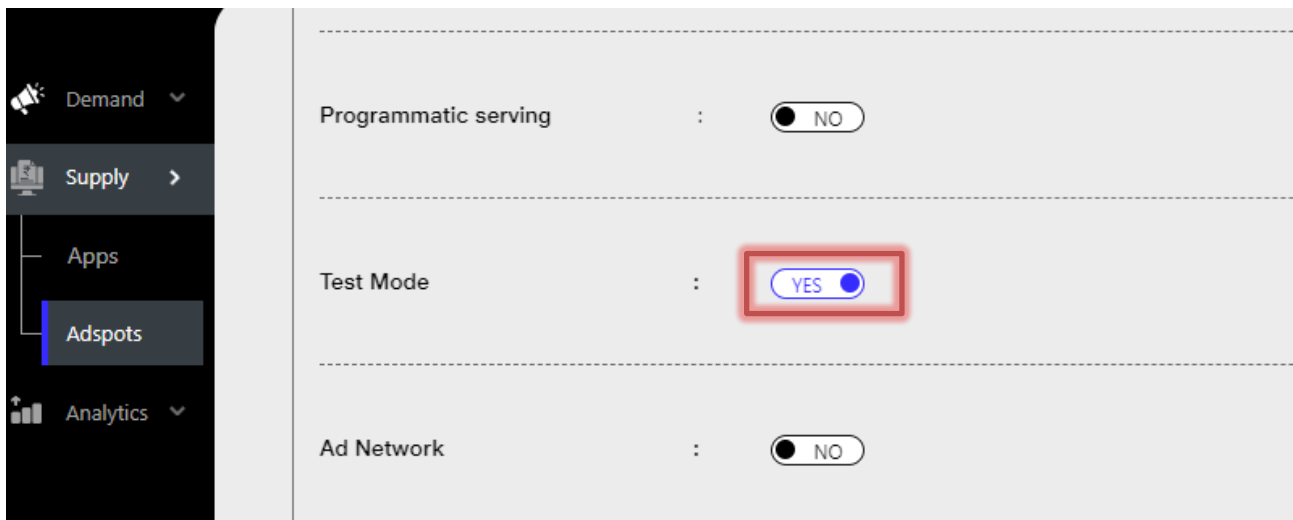 Demand
Supply
Apps
Adspots
Analytics
Programmatic serving : NO
Test Mode : YES
Ad Network : NO